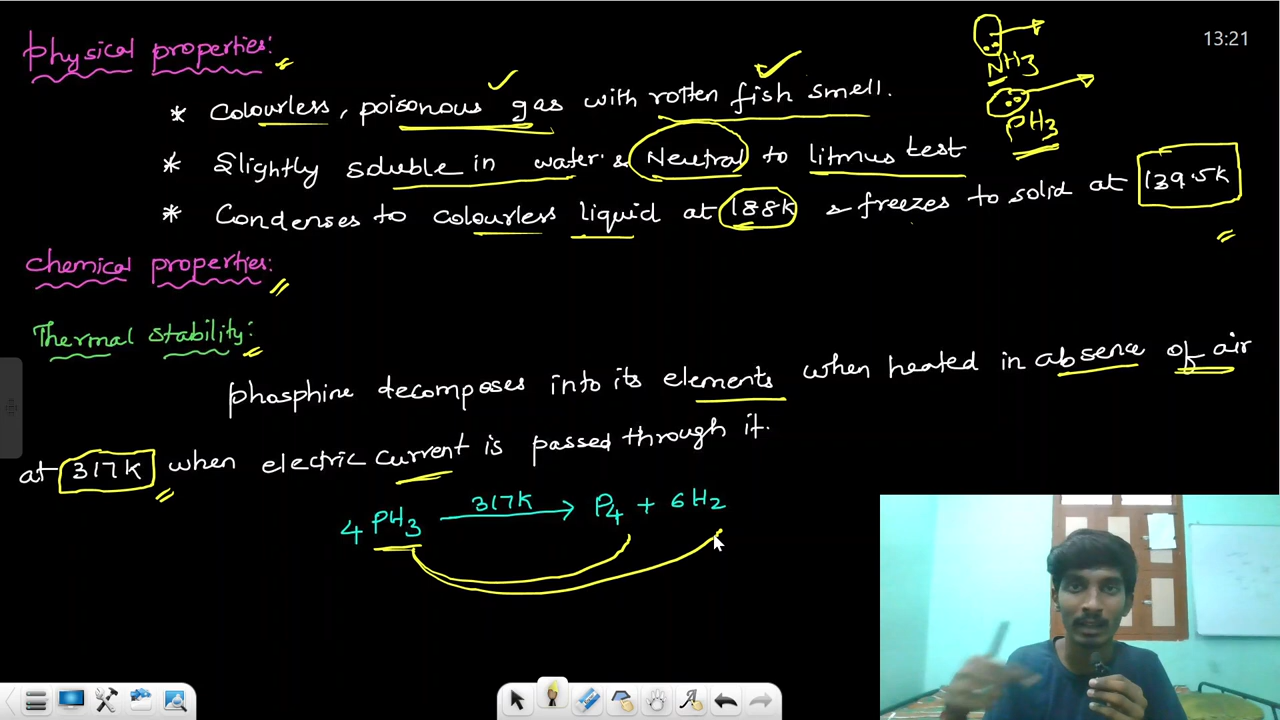 Physical properties:
13:21
NH3
* Colourless, poisonous gas with rotten fish smell.
PH3
* Slightly soluble in water & Neutral to litmus test
* Condenses to colourless liquid at 188K & freezes to solid at 139.5K
Chemical properties:
Thermal stability:
phosphine decomposes into its elements when heated in absence of air
at 317K when electric current is passed through it.
4 PH3 317K → P4 + 6H2